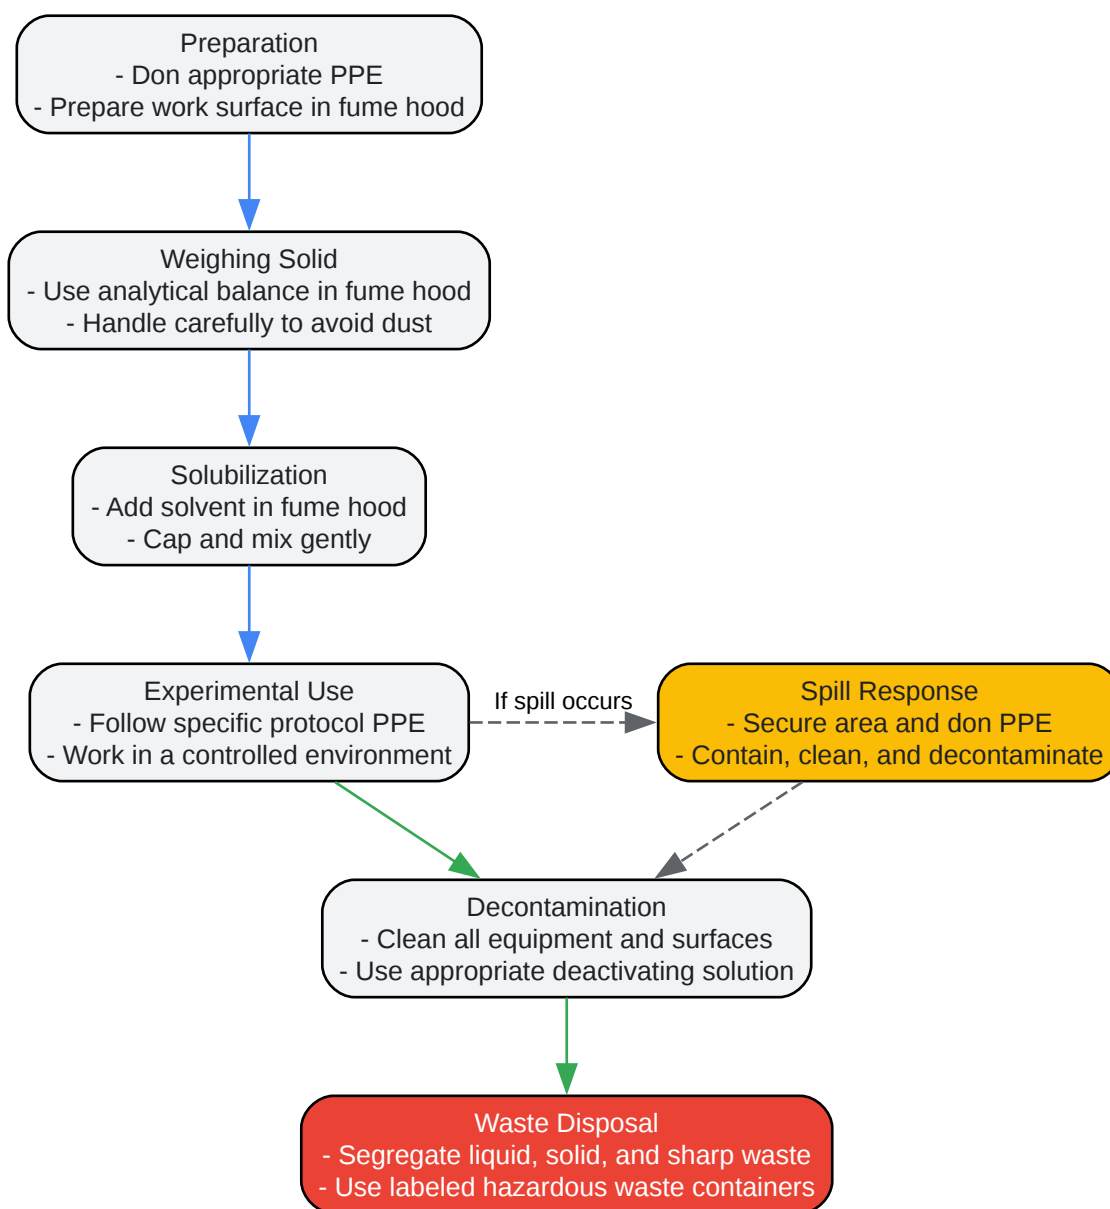 Preparation
- Don appropriate PPE
- Prepare work surface in fume hood
Weighing Solid
- Use analytical balance in fume hood
- Handle carefully to avoid dust
Solubilization
- Add solvent in fume hood
- Cap and mix gently
Experimental Use
- Follow specific protocol PPE
- Work in a controlled environment
If spill occurs
Spill Response
- Secure area and don PPE
- Contain, clean, and decontaminate
Decontamination
- Clean all equipment and surfaces
- Use appropriate deactivating solution
Waste Disposal
- Segregate liquid, solid, and sharp waste
- Use labeled hazardous waste containers